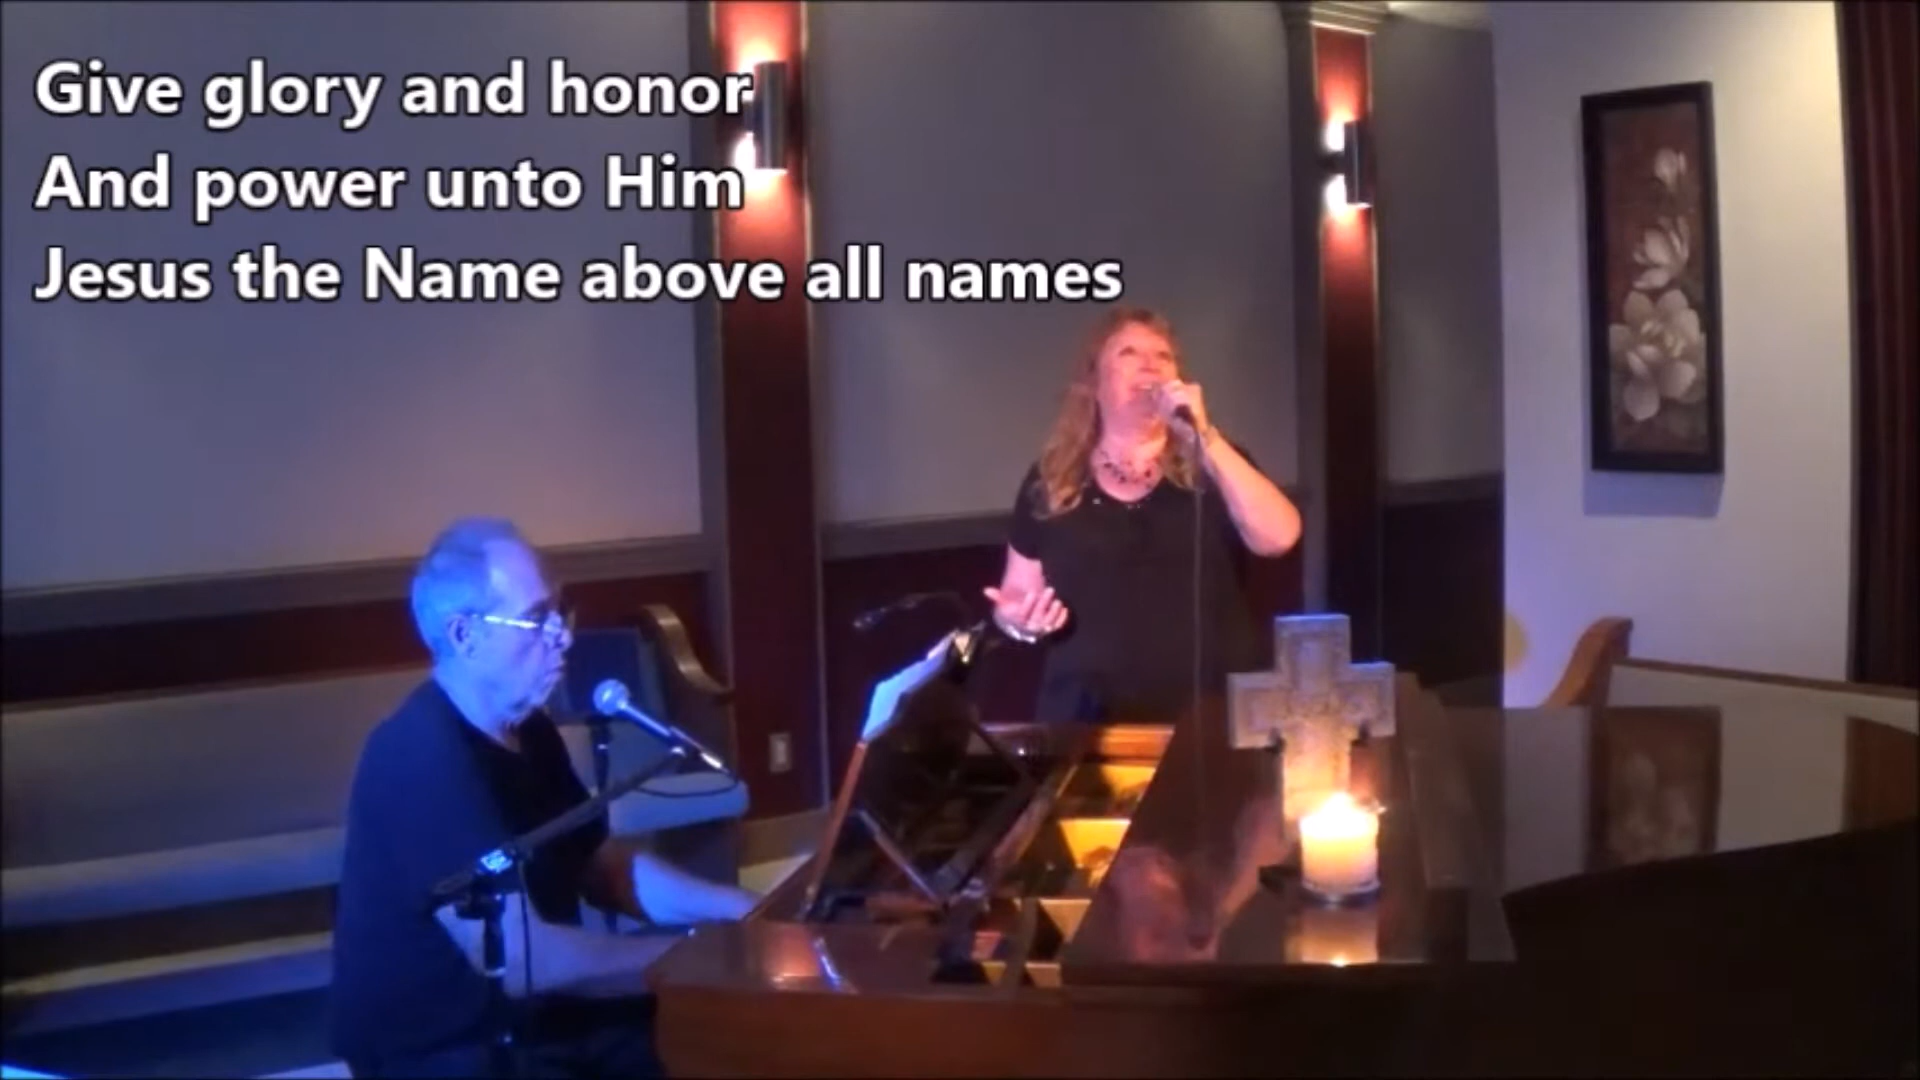 Give glory and honor
And power unto Him
Jesus the Name above all names